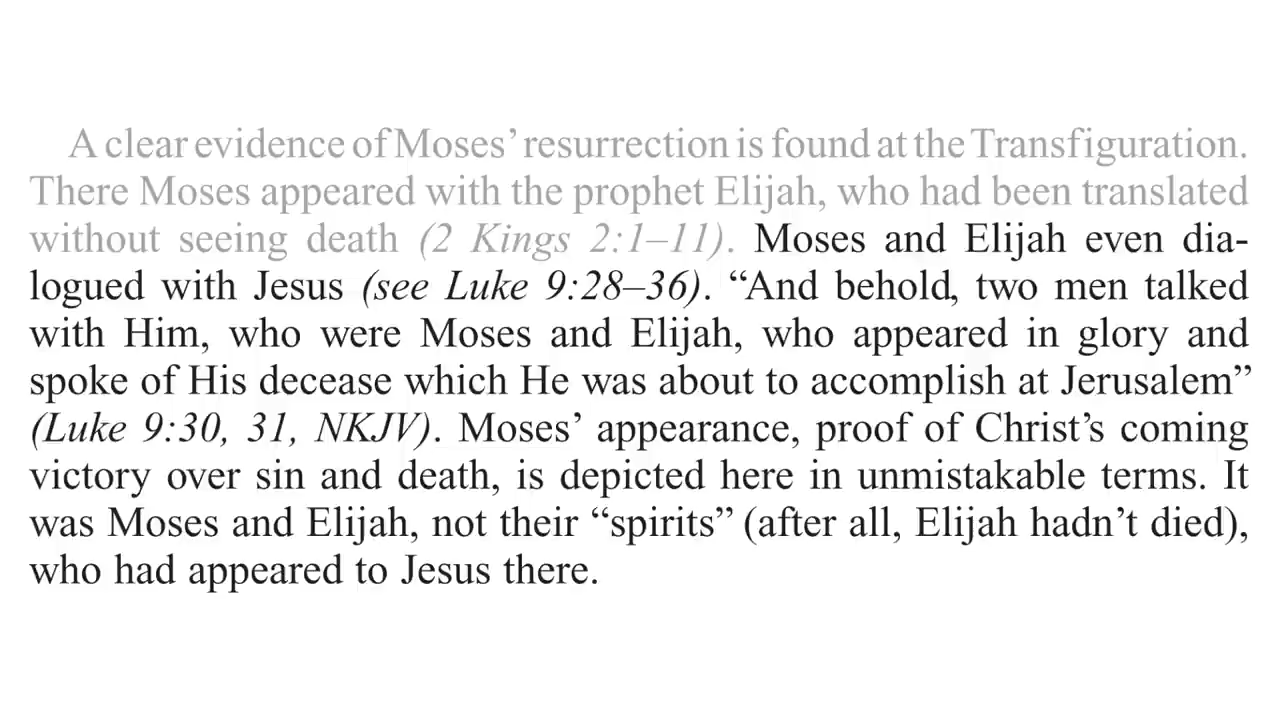 A clear evidence of Moses’ resurrection is found at the Transfiguration.
There Moses appeared with the prophet Elijah, who had been translated
without seeing death (2 Kings 2:1–11). Moses and Elijah even dia-
logued with Jesus (see Luke 9:28–36). “And behold, two men talked
with Him, who were Moses and Elijah, who appeared in glory and
spoke of His decease which He was about to accomplish at Jerusalem”
(Luke 9:30, 31, NKJV). Moses’ appearance, proof of Christ’s coming
victory over sin and death, is depicted here in unmistakable terms. It
was Moses and Elijah, not their “spirits” (after all, Elijah hadn’t died),
who had appeared to Jesus there.